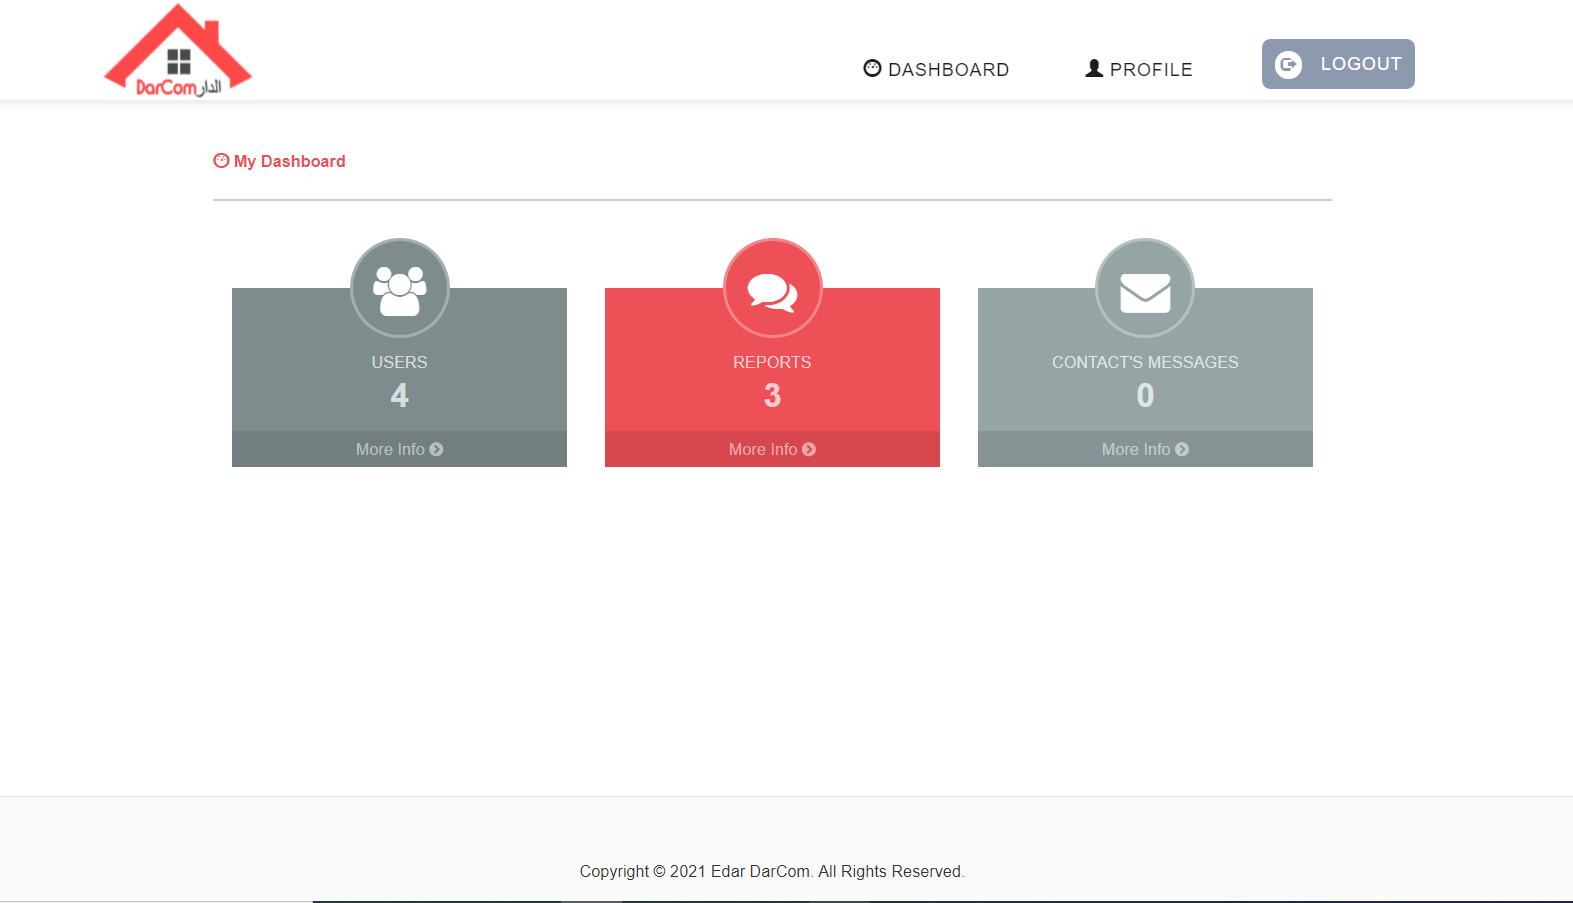 DarCom الدار
DASHBOARD
PROFILE
LOGOUT
My Dashboard
USERS
4
More Info
REPORTS
3
More Info
CONTACT'S MESSAGES
0
More Info
Copyright © 2021 Edar DarCom. All Rights Reserved.